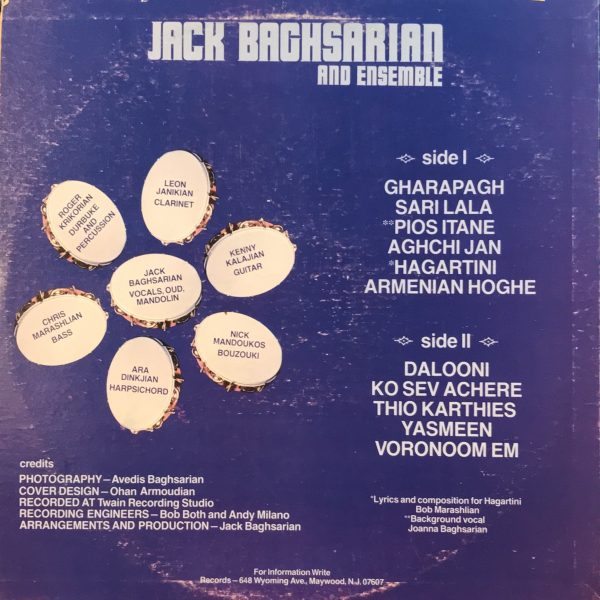 JACK BAGHSARIAN
AND ENSEMBLE
ROGER
KRIKORIAN
DURBUKE
AND
PERCUSSION
LEON
JANIKIAN
CLARINET
KENNY
KALAJIAN
GUITAR
JACK
BAGHSARIAN
VOCALS, OUD,
MANDOLIN
CHRIS
MARASHLIAN
BASS
NICK
MANDOUKOS
BOUZOUKI
ARA
DINKJIAN
HARPSICHORD
side I
GHARAPAGH
SARI LALA
**PIOS ITANE
AGHCHI JAN
*HAGARTINI
ARMENIAN HOGHE
side II
DALOONI
KO SEV ACHERE
THIO KARTHIES
YASMEEN
VORONOOM EM
credits
PHOTOGRAPHY—Avedis Baghsarian
COVER DESIGN—Ohan Armoudian
RECORDED AT Twain Recording Studio
RECORDING ENGINEERS—Bob Both and Andy Milano
ARRANGEMENTS AND PRODUCTION—Jack Baghsarian
*Lyrics and composition for Hagartini
Bob Marashlian
**Background vocal
Joanna Baghsarian
For Information Write
Records—648 Wyoming Ave., Maywood, N.J. 07607